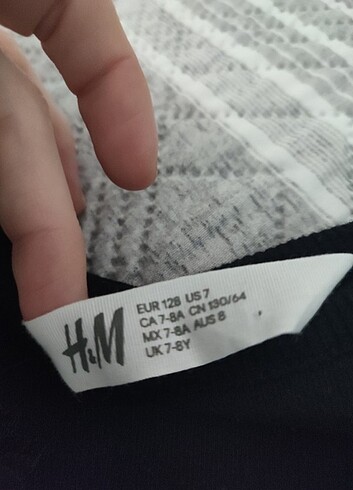 H&M
EUR 128 US 7
CA 7-8A CN 130/64
MX 7-8A AUS 8
UK 7-8Y